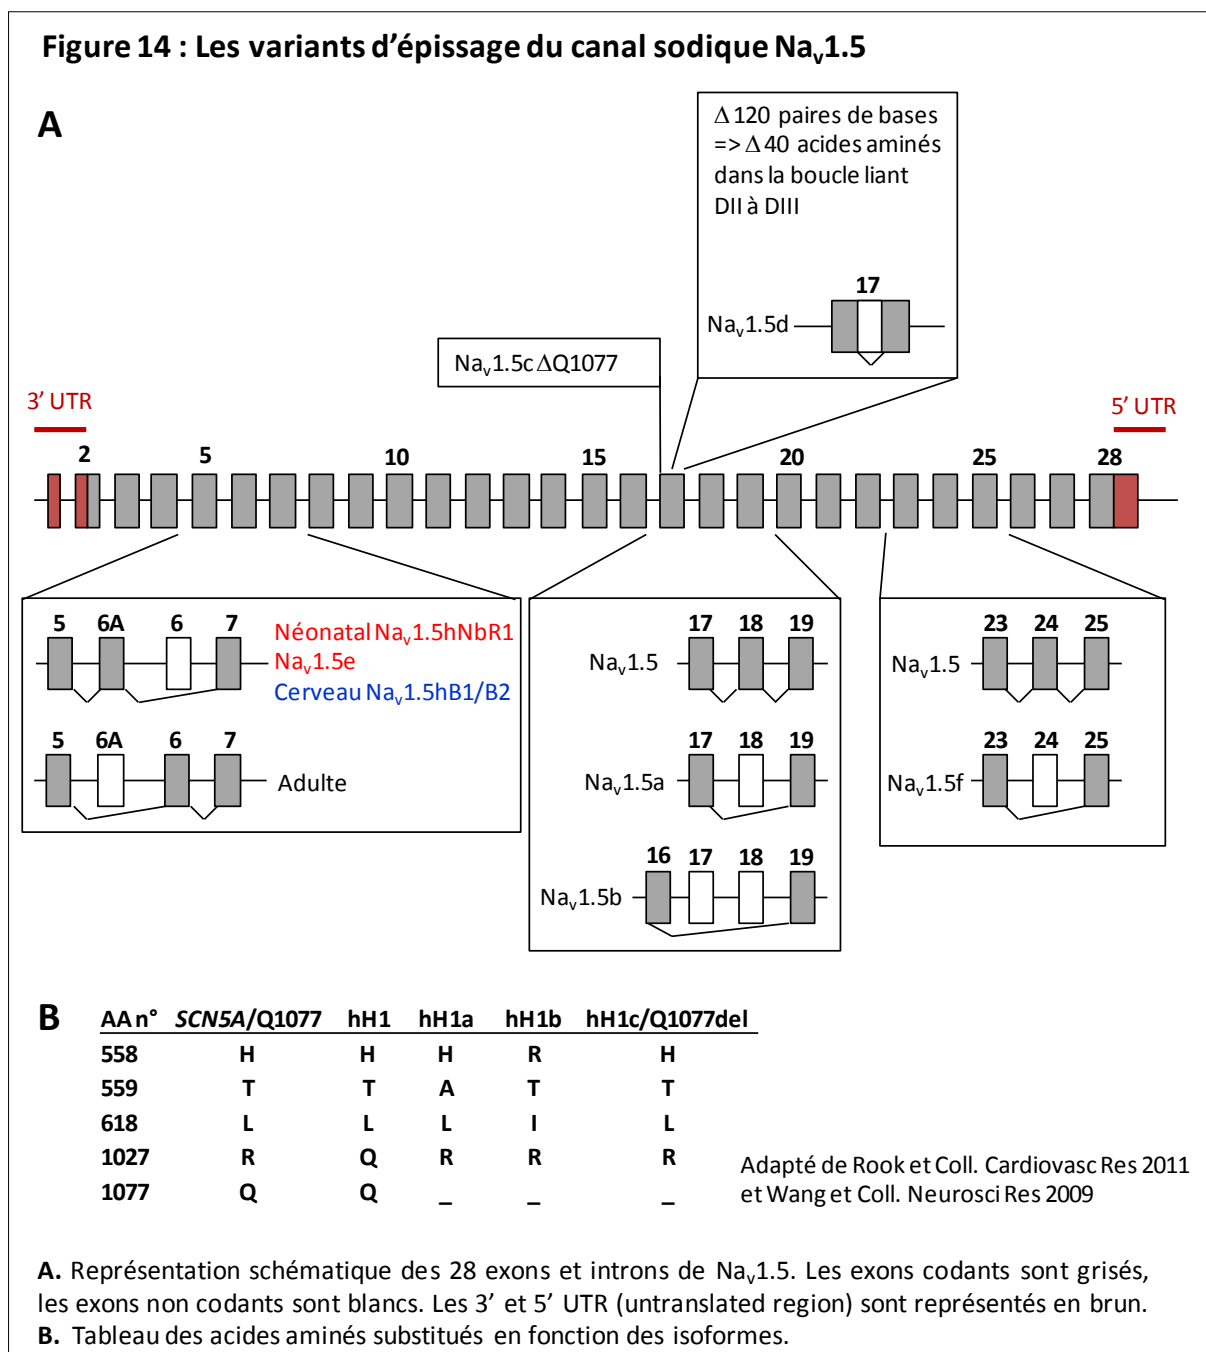 Figure 14 : Les variants d'épissage du canal sodique Nav1.5
A
Δ120 paires de bases
=> Δ40 acides aminés
dans la boucle liant
DII à DIII
17
Nav1.5d
Nav1.5c ΔQ1077
3' UTR
5' UTR
2 5 10 15 20 25 28
5 6A 6 7
Néonatal Nav1.5hNbR1
Nav1.5e
Cerveau Nav1.5hB1/B2
5 6A 6 7
Adulte
17 18 19
Nav1.5
17 18 19
Nav1.5a
16 17 18 19
Nav1.5b
23 24 25
Nav1.5
23 24 25
Nav1.5f
B
AA n° SCN5A/Q1077 hH1 hH1a hH1b hH1c/Q1077del
558 H H H R H
559 T T A T T
618 L L L I L
1027 R Q R R R
1077 Q Q _ _ _
Adapté de Rook et Coll. Cardiovasc Res 2011
et Wang et Coll. Neurosci Res 2009
A. Représentation schématique des 28 exons et introns de Nav1.5. Les exons codants sont grisés,
les exons non codants sont blancs. Les 3' et 5' UTR (untranslated region) sont représentés en brun.
B. Tableau des acides aminés substitués en fonction des isoformes.